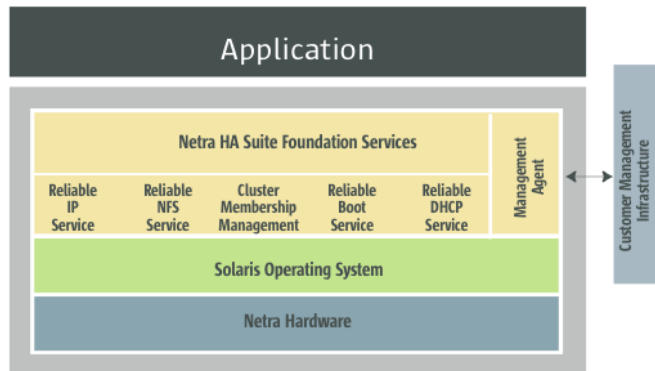 Application
Netra HA Suite Foundation Services
Reliable
IP
Service
Reliable
NFS
Service
Cluster
Membership
Management
Reliable
Boot
Service
Reliable
DHCP
Service
Management
Agent
Customer Management
Infrastructure
Solaris Operating System
Netra Hardware